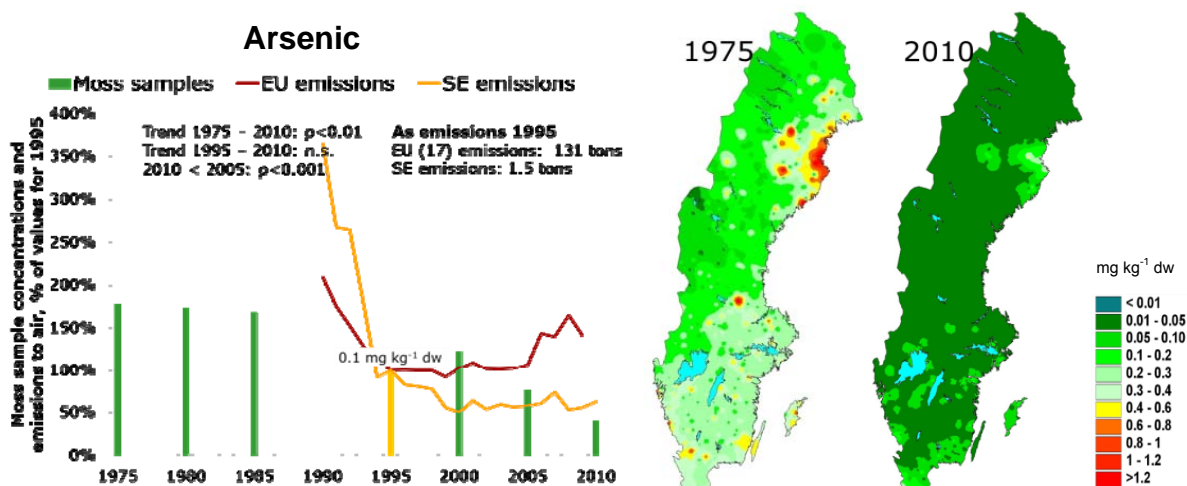 Arsenic
Moss samples EU emissions SE emissions
Moss sample concentrations and
emissions to air, % of values for 1995
400%
350%
300%
250%
200%
150%
100%
50%
0%
Trend 1975 - 2010: p<0.01
Trend 1995 - 2010: n.s.
2010 < 2005: p<0.001
As emissions 1995
EU (17) emissions: 131 tons
SE emissions: 1.5 tons
0.1 mg kg⁻¹ dw
1975 1980 1985 1990 1995 2000 2005 2010
1975
2010
mg kg⁻¹ dw
< 0.01
0.01 - 0.05
0.05 - 0.10
0.1 - 0.2
0.2 - 0.3
0.3 - 0.4
0.4 - 0.6
0.6 - 0.8
0.8 - 1
1 - 1.2
>1.2